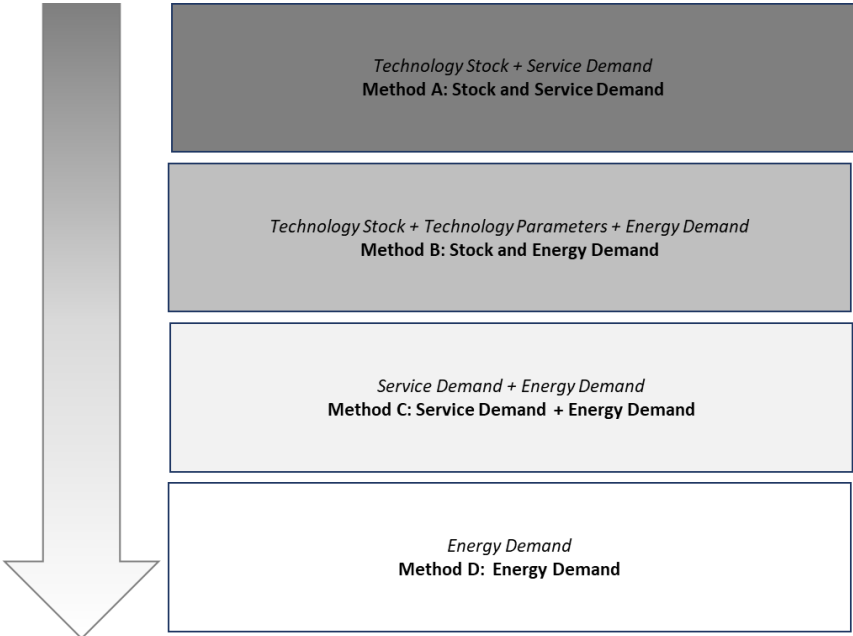 Technology Stock + Service Demand
Method A: Stock and Service Demand
Technology Stock + Technology Parameters + Energy Demand
Method B: Stock and Energy Demand
Service Demand + Energy Demand
Method C: Service Demand + Energy Demand
Energy Demand
Method D: Energy Demand